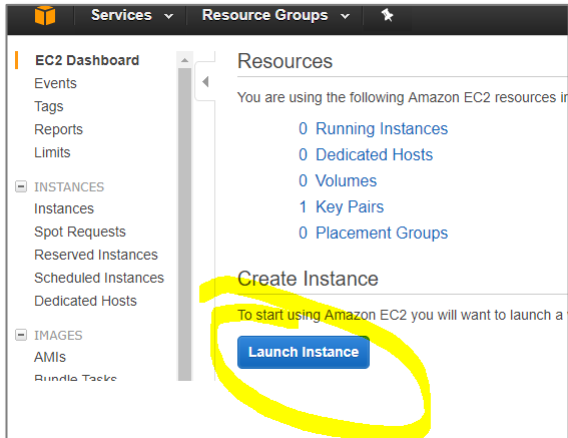 Services Resource Groups
EC2 Dashboard
Events
Tags
Reports
Limits
INSTANCES
Instances
Spot Requests
Reserved Instances
Scheduled Instances
Dedicated Hosts
IMAGES
AMIs
Bundle Tasks
Resources
You are using the following Amazon EC2 resources in
0 Running Instances
0 Dedicated Hosts
0 Volumes
1 Key Pairs
0 Placement Groups
Create Instance
To start using Amazon EC2 you will want to launch a
Launch Instance